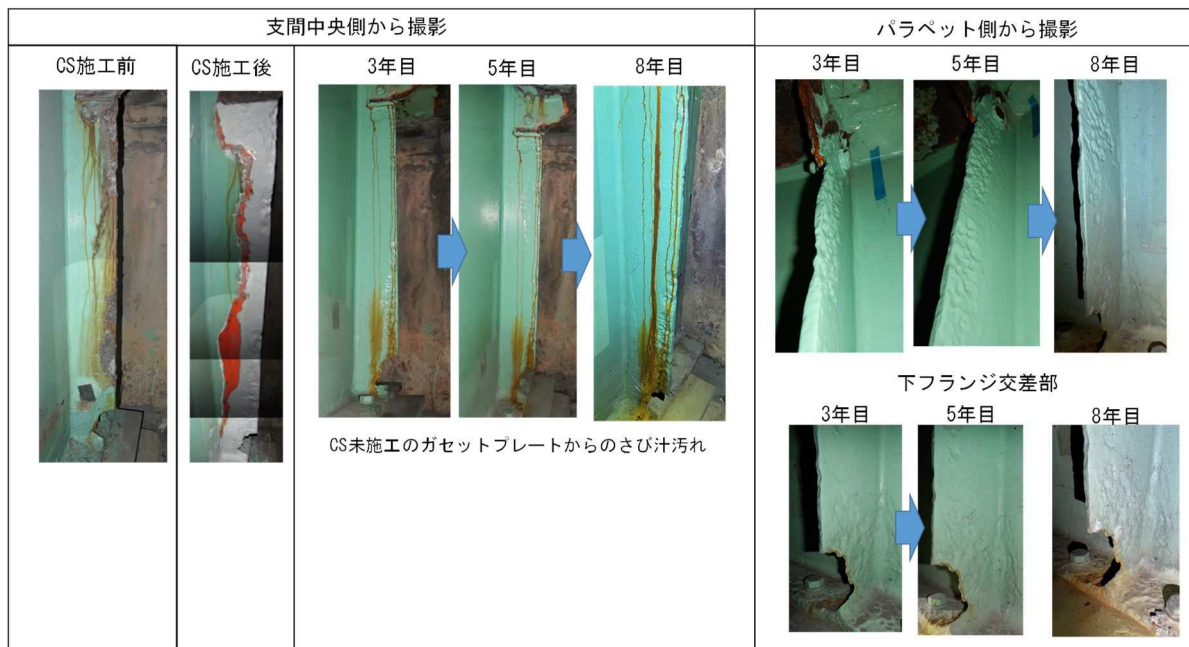 支間中央側から撮影
パラペット側から撮影
CS施工前
CS施工後
3年目
5年目
8年目
3年目
5年目
8年目
CS未施工のガセットプレートからのさび汁汚れ
下フランジ交差部
3年目
5年目
8年目